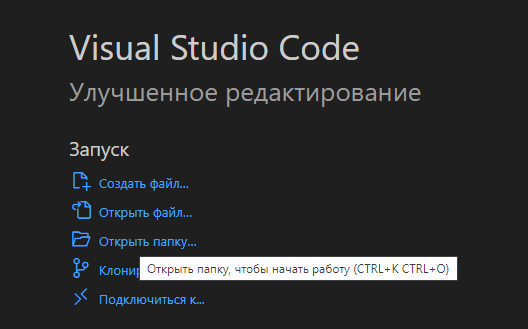 Visual Studio Code
Улучшенное редактирование
Запуск
Создать файл...
Открыть файл...
Открыть папку...
Открыть папку, чтобы начать работу (CTRL+K CTRL+O)
Подключиться к...